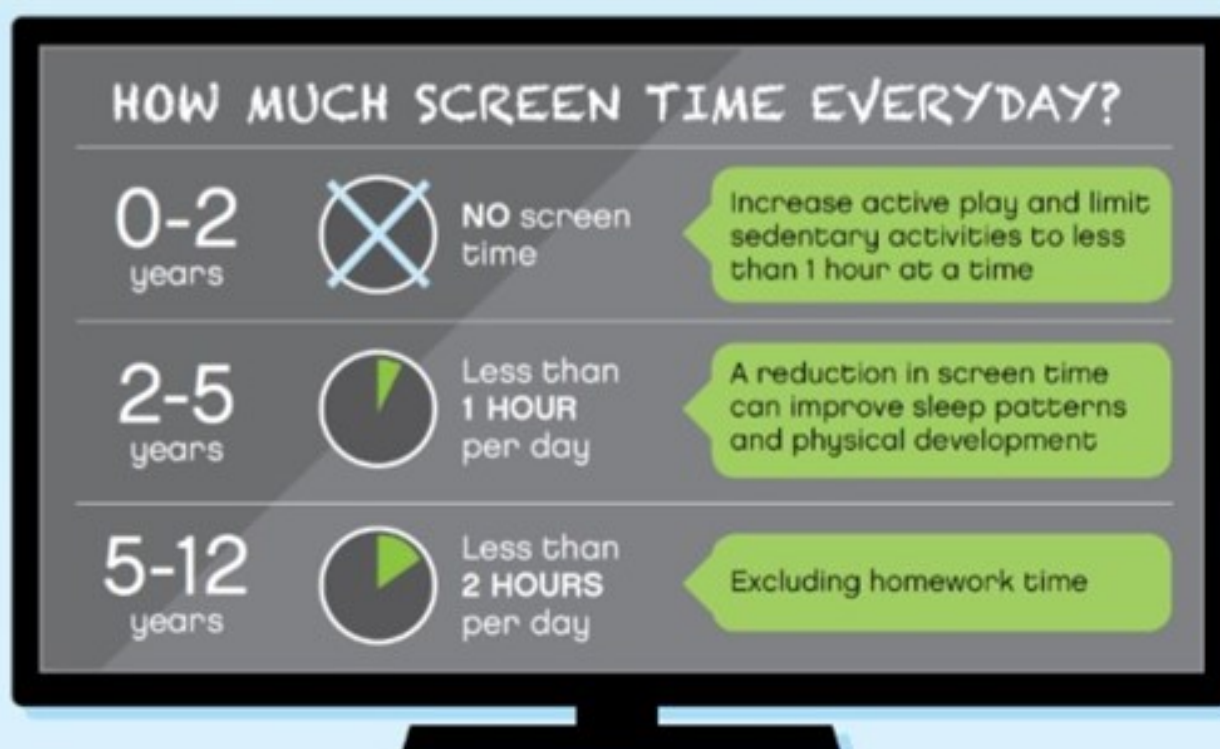 HOW MUCH SCREEN TIME EVERYDAY?
0-2
years
NO screen
time
Increase active play and limit
sedentary activities to less
than 1 hour at a time
2-5
years
Less than
1 HOUR
per day
A reduction in screen time
can improve sleep patterns
and physical development
5-12
years
Less than
2 HOURS
per day
Excluding homework time